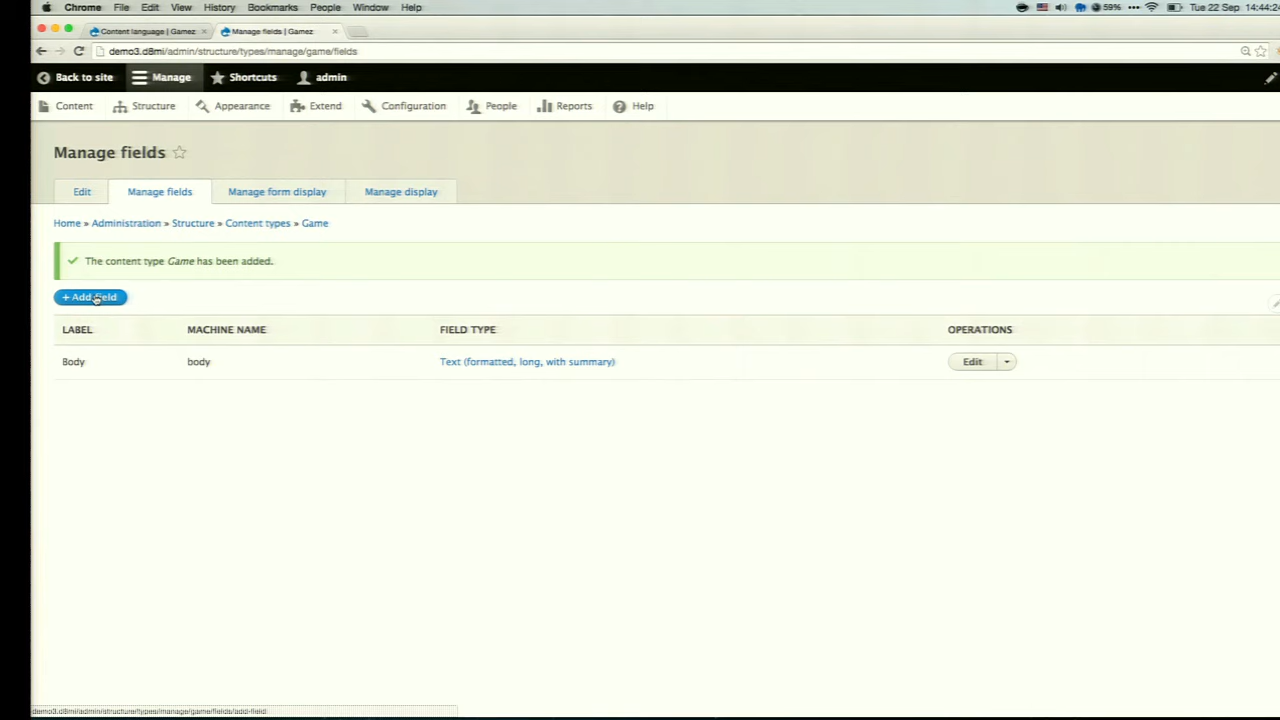 Chrome File Edit View History Bookmarks People Window Help 59% Tue 22 Sep 14:44:24
Content language | Gamez Manage fields | Gamez
demo3.d8mi/admin/structure/types/manage/game/fields
Back to site Manage Shortcuts admin
Content Structure Appearance Extend Configuration People Reports Help
Manage fields
Edit Manage fields Manage form display Manage display
Home » Administration » Structure » Content types » Game
The content type Game has been added.
+ Add field
LABEL MACHINE NAME FIELD TYPE OPERATIONS
Body body Text (formatted, long, with summary) Edit
demo3.d8mi/admin/structure/types/manage/game/fields/add-field